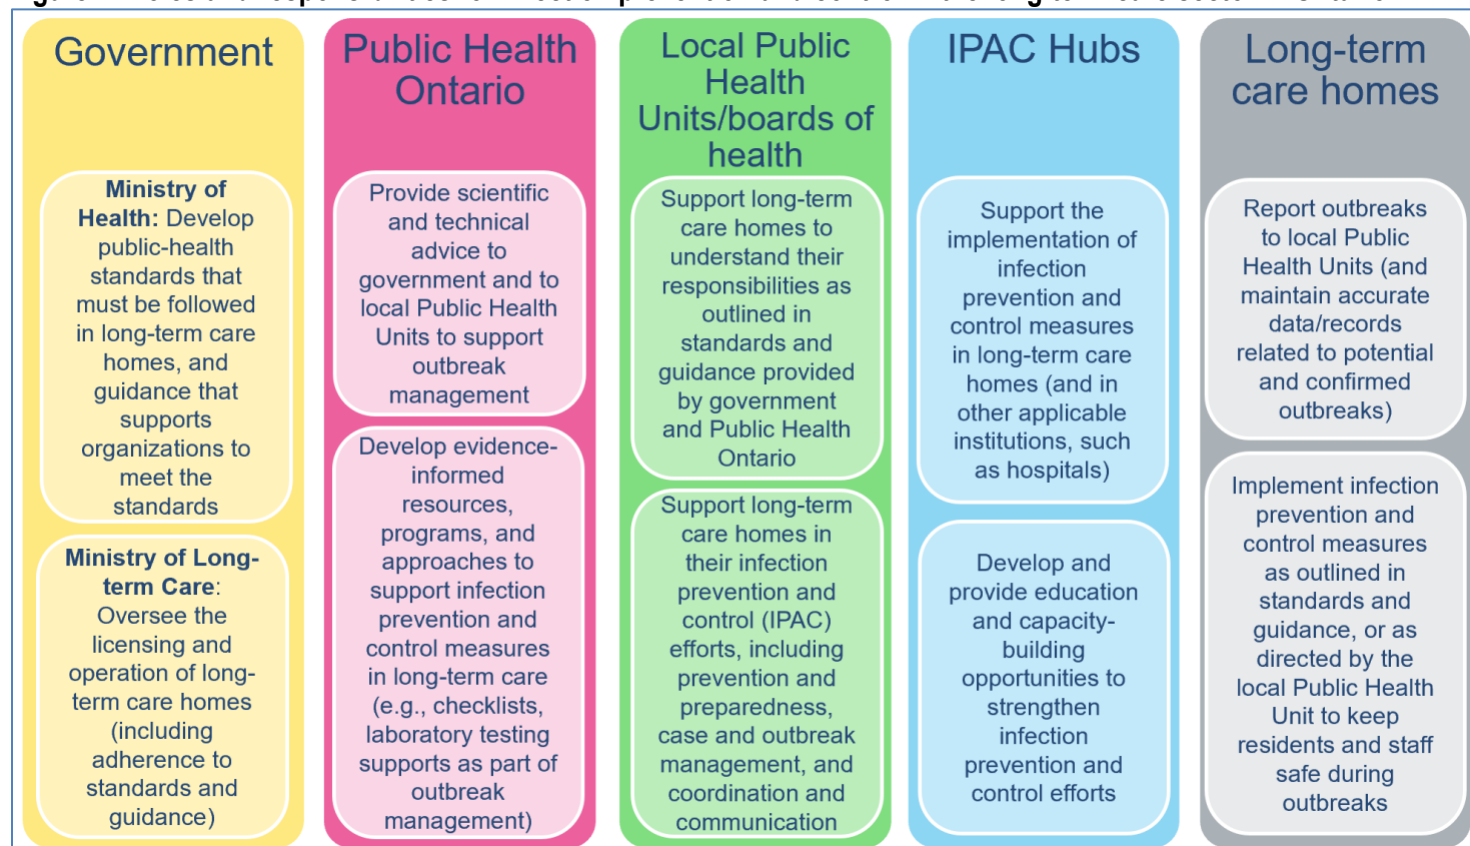 Government
Ministry of
Health: Develop
public-health
standards that
must be followed
in long-term care
homes, and
guidance that
supports
organizations to
meet the
standards
Ministry of Long-
term Care:
Oversee the
licensing and
operation of long-
term care homes
(including
adherence to
standards and
guidance)
Public Health
Ontario
Provide scientific
and technical
advice to
government and to
local Public Health
Units to support
outbreak
management
Develop evidence-
informed
resources,
programs, and
approaches to
support infection
prevention and
control measures
in long-term care
(e.g., checklists,
laboratory testing
supports as part of
outbreak
management)
Local Public
Health
Units/boards of
health
Support long-term
care homes to
understand their
responsibilities as
outlined in
standards and
guidance provided
by government
and Public Health
Ontario
Support long-term
care homes in
their infection
prevention and
control (IPAC)
efforts, including
prevention and
preparedness,
case and outbreak
management, and
coordination and
communication
IPAC Hubs
Support the
implementation of
infection
prevention and
control measures
in long-term care
homes (and in
other applicable
institutions, such
as hospitals)
Develop and
provide education
and capacity-
building
opportunities to
strengthen
infection
prevention and
control efforts
Long-term
care homes
Report outbreaks
to local Public
Health Units (and
maintain accurate
data/records
related to potential
and confirmed
outbreaks)
Implement infection
prevention and
control measures
as outlined in
standards and
guidance, or as
directed by the
local Public Health
Unit to keep
residents and staff
safe during
outbreaks